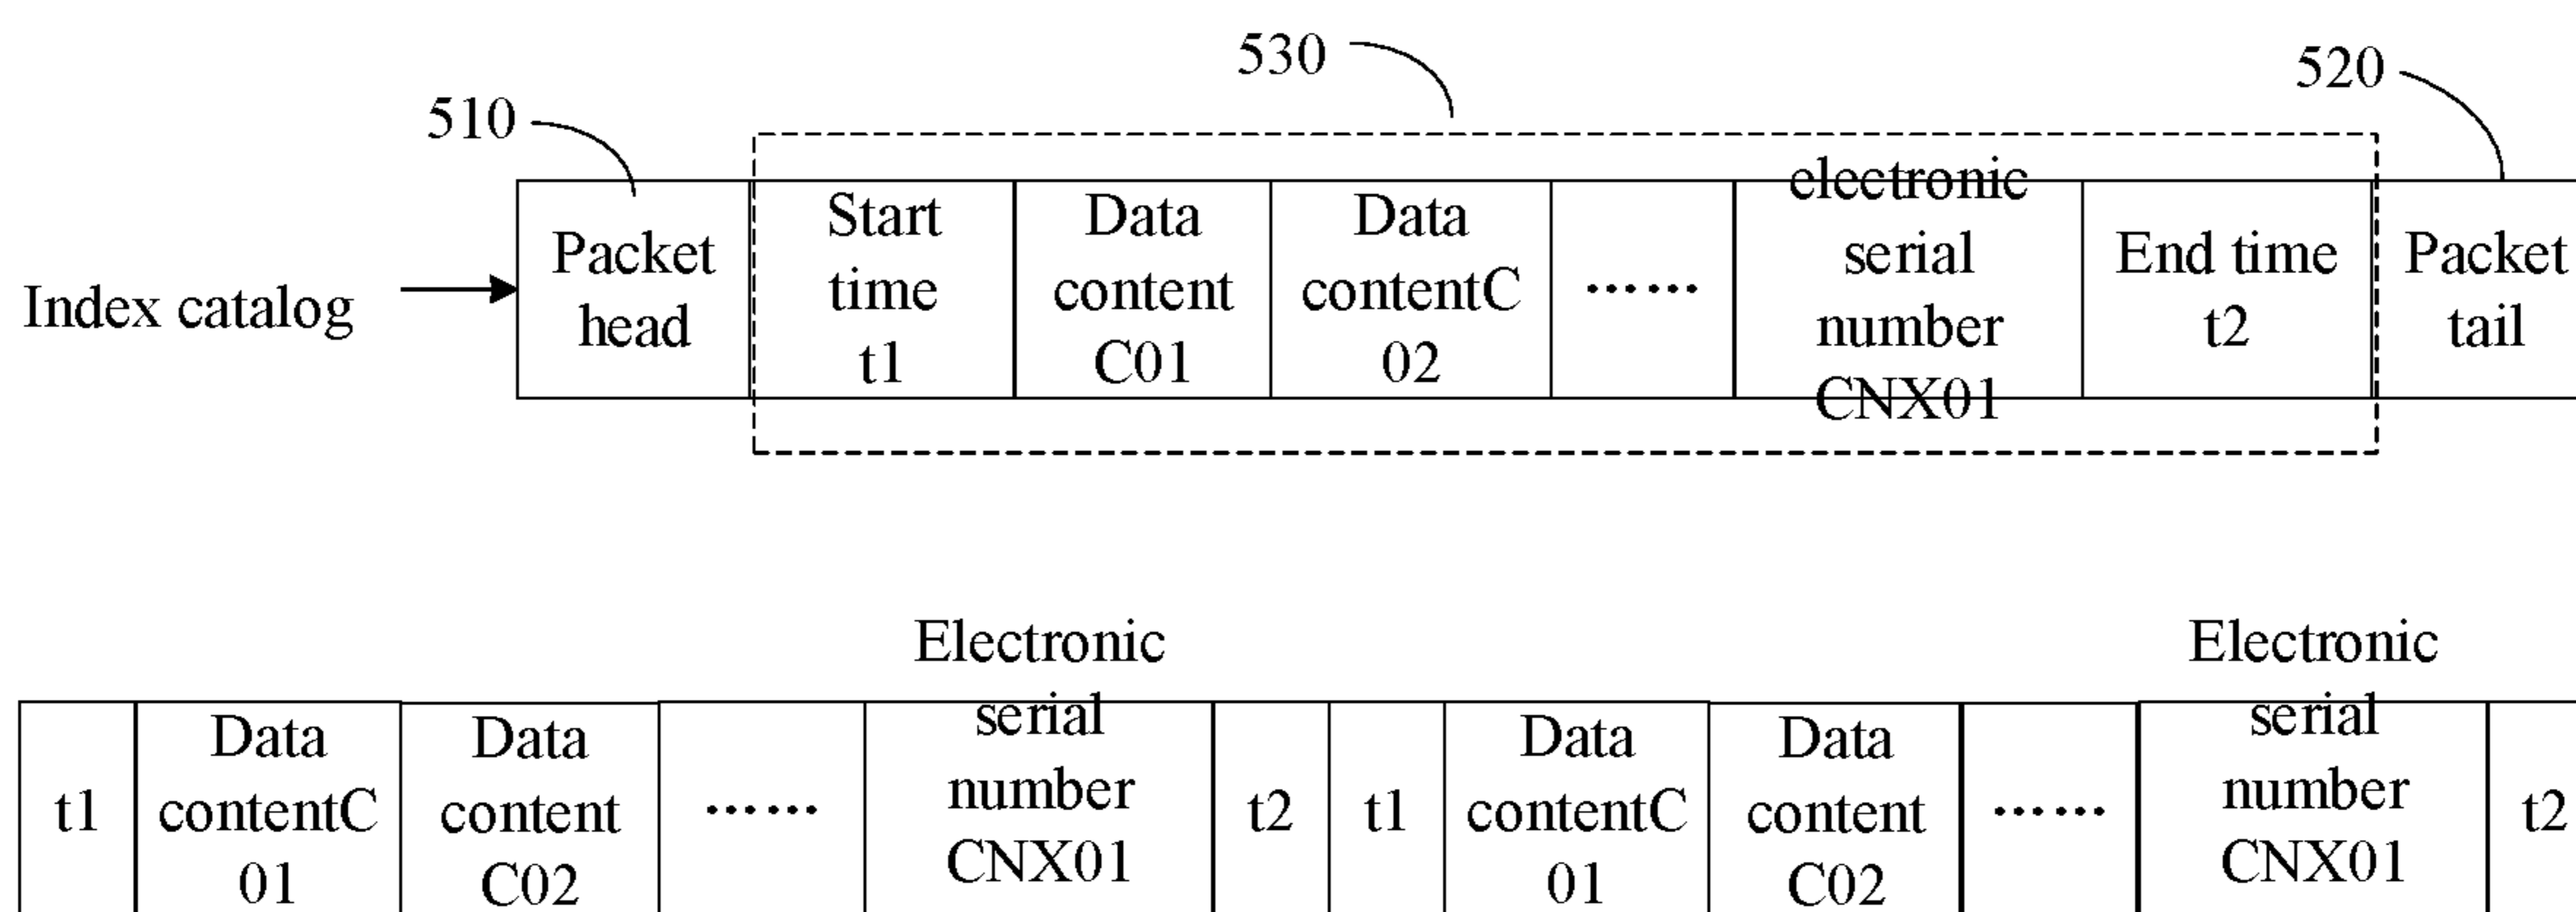 530
520
510
Index catalog
Packet
head
Start
time
t1
Data
content
C01
Data
contentC
02
……
electronic
serial
number
CNX01
End time
t2
Packet
tail
t1
Data
contentC
01
Data
content
C02
……
Electronic
serial
number
CNX01
t2
t1
Data
contentC
01
Data
content
C02
……
Electronic
serial
number
CNX01
t2